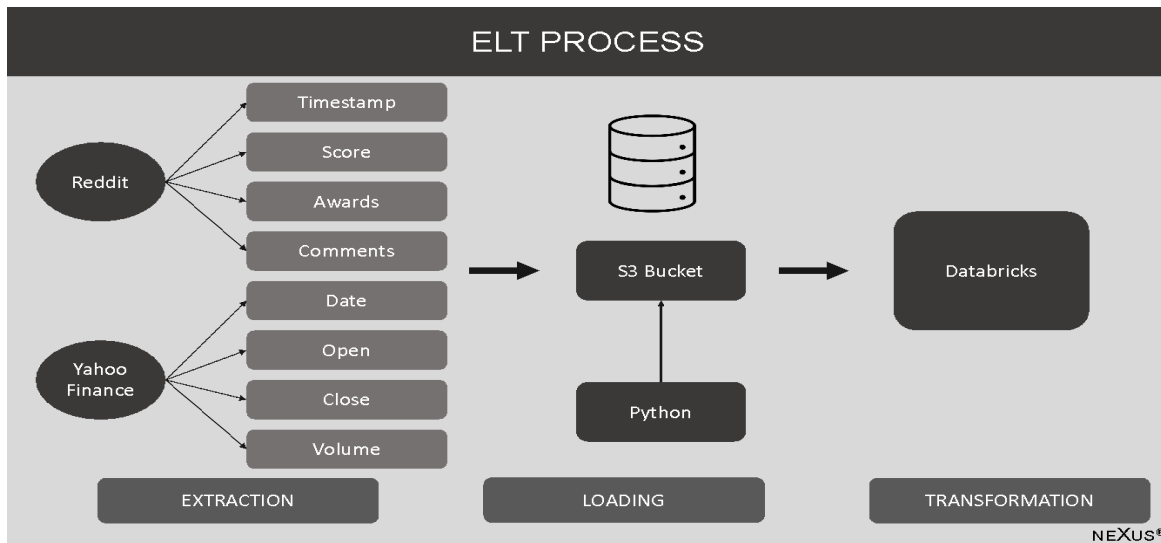 ELT PROCESS
Reddit
Timestamp
Score
Awards
Comments
Yahoo
Finance
Date
Open
Close
Volume
S3 Bucket
Python
Databricks
EXTRACTION
LOADING
TRANSFORMATION
NEXUS®